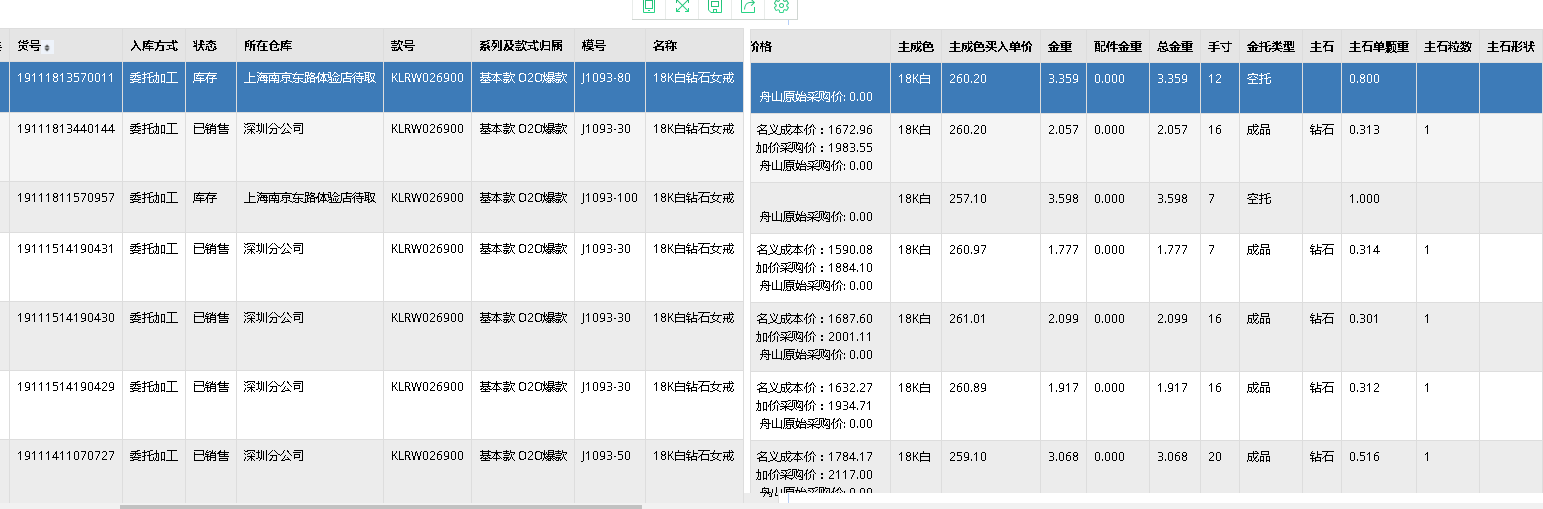 货号 入库方式 状态 所在仓库 款号 系列及款式归属 模号 名称 价格 主成色 主成色买入单价 金重 配件金重 总金重 手寸 金托类型 主石 主石单颗重 主石粒数 主石形状
19111813570011 委托加工 库存 上海南京东路体验店待取 KLRW026900 基本款 O2O爆款 J1093-80 18K白钻石女戒 18K白 260.20 3.359 0.000 3.359 12 空托 0.800
舟山原始采购价: 0.00
19111813440144 委托加工 已销售 深圳分公司 KLRW026900 基本款 O2O爆款 J1093-30 18K白钻石女戒 名义成本价：1672.96 18K白 260.20 2.057 0.000 2.057 16 成品 钻石 0.313 1
加价采购价：1983.55
舟山原始采购价: 0.00
19111811570957 委托加工 库存 上海南京东路体验店待取 KLRW026900 基本款 O2O爆款 J1093-100 18K白钻石女戒 18K白 257.10 3.598 0.000 3.598 7 空托 1.000
舟山原始采购价: 0.00
19111514190431 委托加工 已销售 深圳分公司 KLRW026900 基本款 O2O爆款 J1093-30 18K白钻石女戒 名义成本价：1590.08 18K白 260.97 1.777 0.000 1.777 7 成品 钻石 0.314 1
加价采购价：1884.10
舟山原始采购价: 0.00
19111514190430 委托加工 已销售 深圳分公司 KLRW026900 基本款 O2O爆款 J1093-30 18K白钻石女戒 名义成本价：1687.60 18K白 261.01 2.099 0.000 2.099 16 成品 钻石 0.301 1
加价采购价：2001.11
舟山原始采购价: 0.00
19111514190429 委托加工 已销售 深圳分公司 KLRW026900 基本款 O2O爆款 J1093-30 18K白钻石女戒 名义成本价：1632.27 18K白 260.89 1.917 0.000 1.917 16 成品 钻石 0.312 1
加价采购价：1934.71
舟山原始采购价: 0.00
19111411070727 委托加工 已销售 深圳分公司 KLRW026900 基本款 O2O爆款 J1093-50 18K白钻石女戒 名义成本价：1784.17 18K白 259.10 3.068 0.000 3.068 20 成品 钻石 0.516 1
加价采购价：2117.00
舟山原始采购价: 0.00